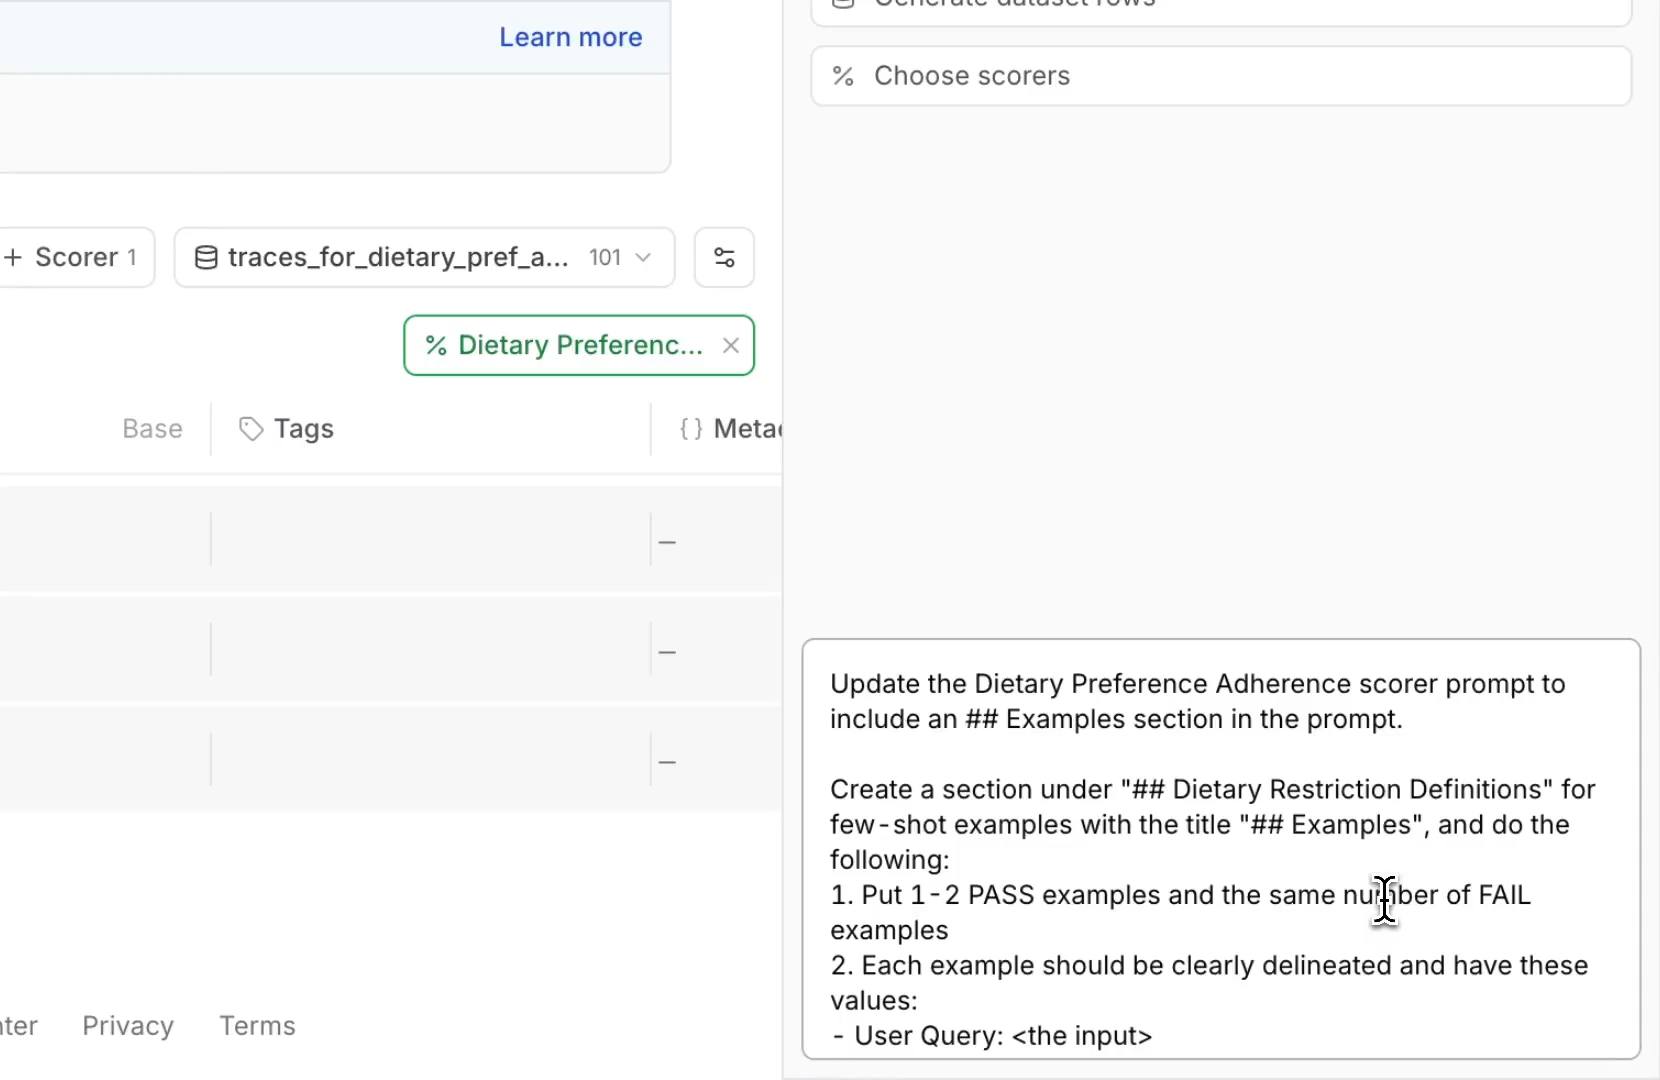 Learn more
Generate dataset rows
% Choose scorers
+ Scorer 1
traces_for_dietary_pref_a... 101
% Dietary Preferenc...
Base
Tags
{} Meta
–
–
–
Update the Dietary Preference Adherence scorer prompt to
include an ## Examples section in the prompt.
Create a section under "## Dietary Restriction Definitions" for
few-shot examples with the title "## Examples", and do the
following:
1. Put 1-2 PASS examples and the same number of FAIL
examples
2. Each example should be clearly delineated and have these
values:
- User Query: <the input>
nter
Privacy
Terms